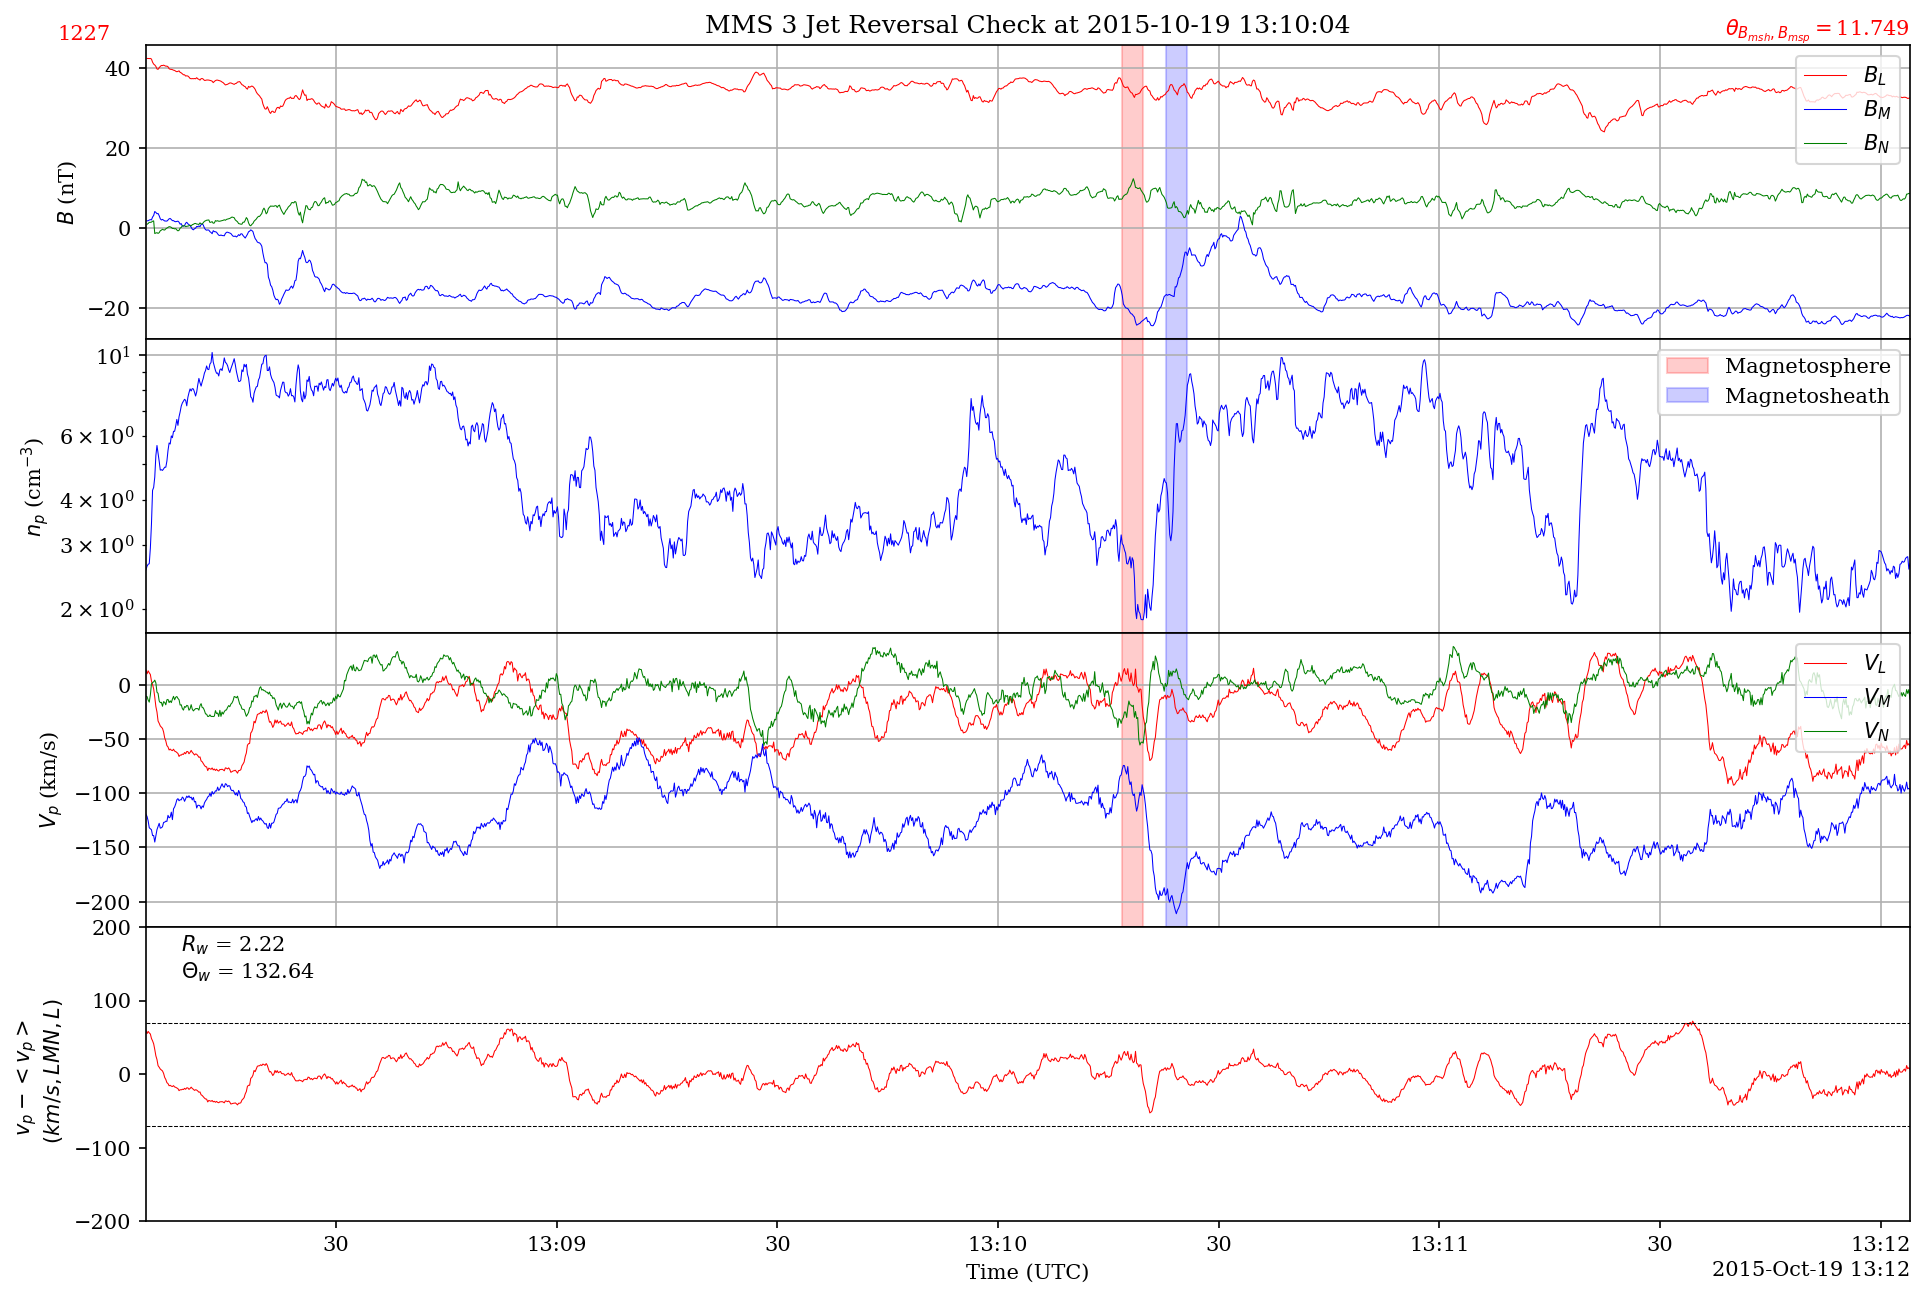 MMS 3 Jet Reversal Check at 2015-10-19 13:10:04
1227
θ_{B_{msh}, B_{msp}} = 11.749
40
20
0
−20
B (nT)
B_L
B_M
B_N
10^1
6 × 10^0
4 × 10^0
3 × 10^0
2 × 10^0
n_p (cm^{−3})
Magnetosphere
Magnetosheath
0
−50
−100
−150
−200
V_p (km/s)
V_L
V_M
V_N
200
100
0
−100
−200
v_p − < v_p >
(km/s, LMN, L)
R_w = 2.22
Θ_w = 132.64
30
13:09
30
13:10
30
13:11
30
13:12
Time (UTC)
2015-Oct-19 13:12